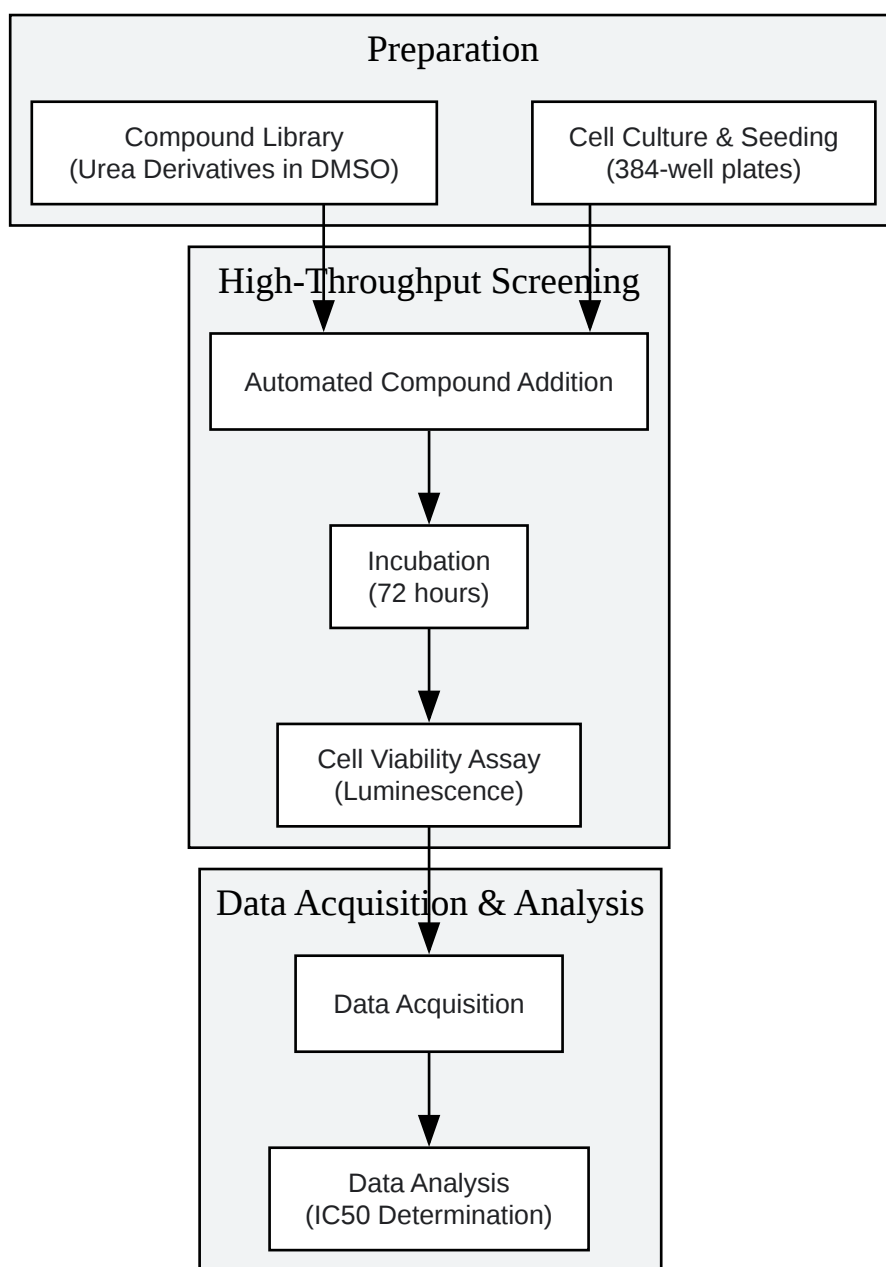 Preparation
Compound Library
(Urea Derivatives in DMSO)
Cell Culture & Seeding
(384-well plates)
High-Throughput Screening
Automated Compound Addition
Incubation
(72 hours)
Cell Viability Assay
(Luminescence)
Data Acquisition & Analysis
Data Acquisition
Data Analysis
(IC50 Determination)